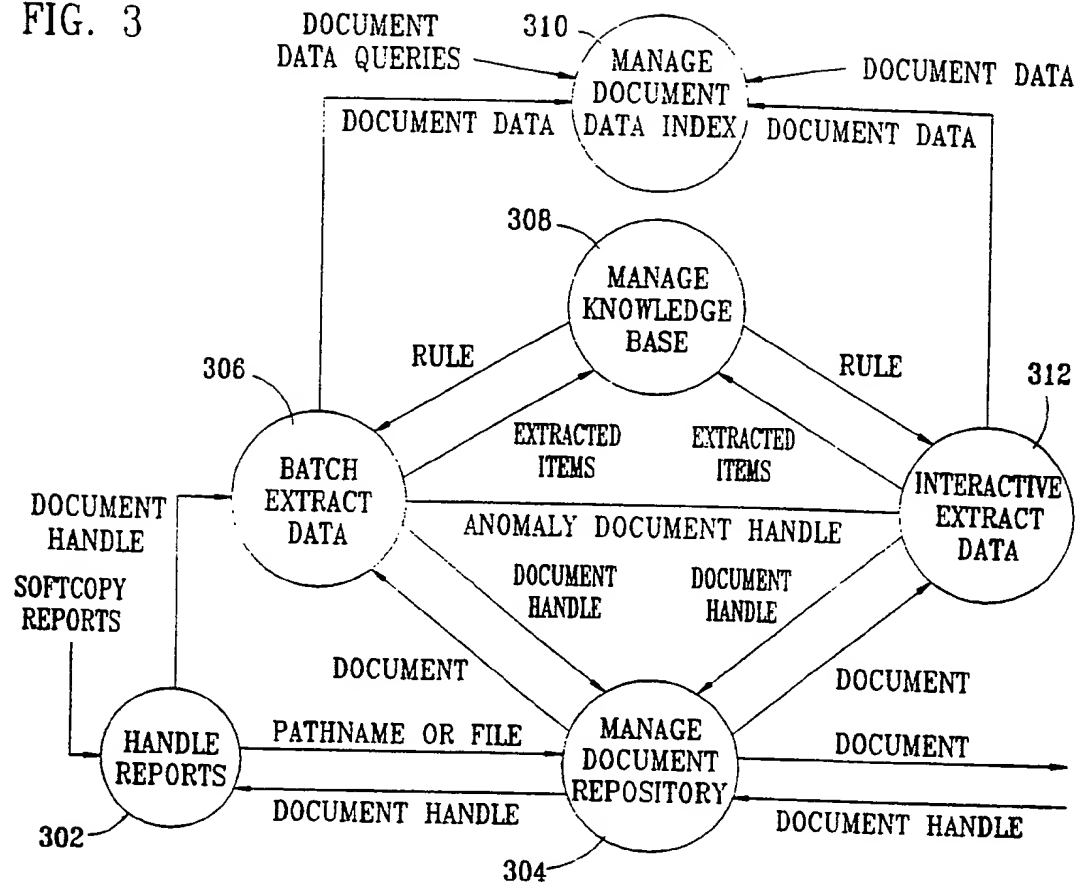 FIG. 3
310
DOCUMENT
DATA QUERIES
MANAGE
DOCUMENT
DATA INDEX
DOCUMENT DATA
DOCUMENT DATA
DOCUMENT DATA
308
MANAGE
KNOWLEDGE
BASE
306
RULE
RULE
312
EXTRACTED
ITEMS
EXTRACTED
ITEMS
BATCH
EXTRACT
DATA
INTERACTIVE
EXTRACT
DATA
DOCUMENT
HANDLE
ANOMALY DOCUMENT HANDLE
SOFTCOPY
REPORTS
DOCUMENT
HANDLE
DOCUMENT
HANDLE
DOCUMENT
DOCUMENT
HANDLE
REPORTS
PATHNAME OR FILE
MANAGE
DOCUMENT
REPOSITORY
DOCUMENT
DOCUMENT HANDLE
DOCUMENT HANDLE
302
304